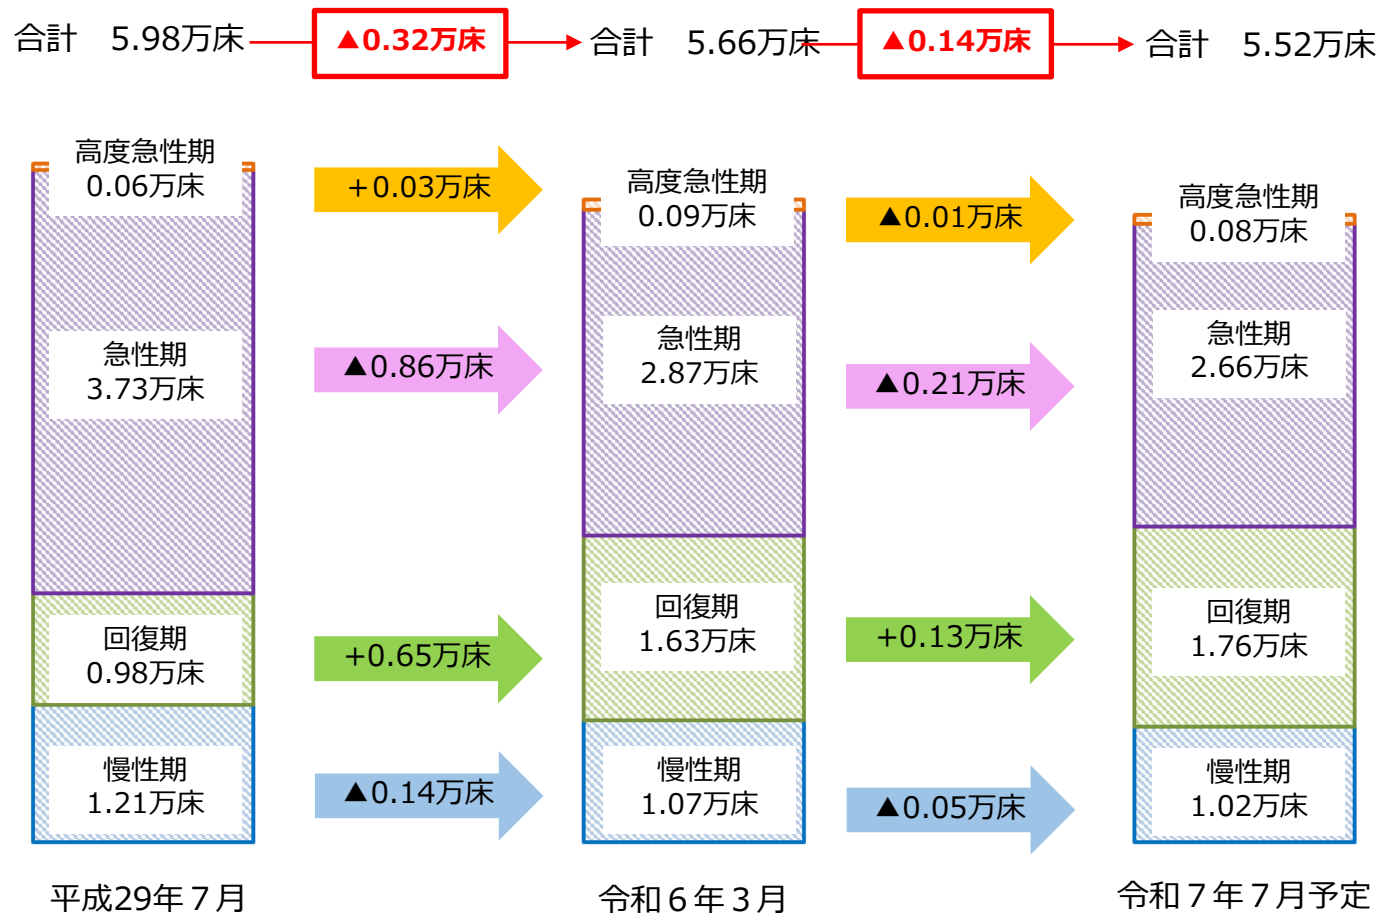 合計　5.98万床
▲0.32万床
合計　5.66万床
▲0.14万床
合計　5.52万床
高度急性期
0.06万床
急性期
3.73万床
回復期
0.98万床
慢性期
1.21万床
平成29年７月
＋0.03万床
▲0.86万床
+0.65万床
▲0.14万床
高度急性期
0.09万床
急性期
2.87万床
回復期
1.63万床
慢性期
1.07万床
令和６年３月
▲0.01万床
▲0.21万床
+0.13万床
▲0.05万床
高度急性期
0.08万床
急性期
2.66万床
回復期
1.76万床
慢性期
1.02万床
令和７年７月予定